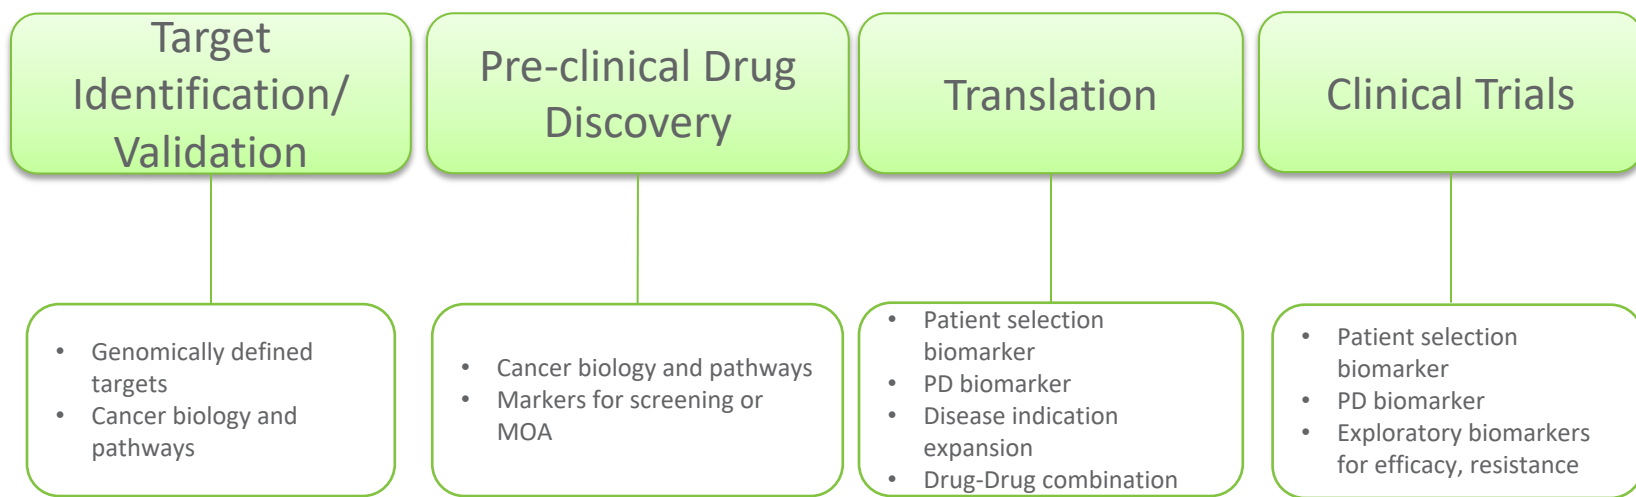 Target
Identification/
Validation
Pre-clinical Drug
Discovery
Translation
Clinical Trials
• Genomically defined
targets
• Cancer biology and
pathways
• Cancer biology and pathways
• Markers for screening or
MOA
• Patient selection
biomarker
• PD biomarker
• Disease indication
expansion
• Drug-Drug combination
• Patient selection
biomarker
• PD biomarker
• Exploratory biomarkers
for efficacy, resistance